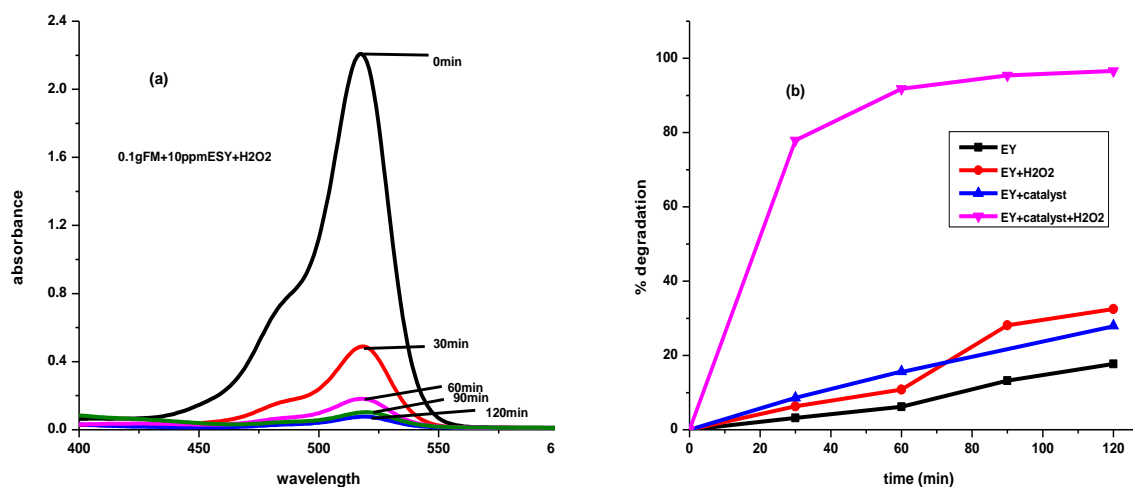 2.4
2.0
1.6
1.2
0.8
0.4
0.0
absorbance
(a)
0.1gFM+10ppmESY+H2O2
0min
30min
60min
90min
120min
400
450
500
550
6
wavelength
100
80
60
40
20
0
% degradation
(b)
EY
EY+H2O2
EY+catalyst
EY+catalyst+H2O2
0
20
40
60
80
100
120
time (min)